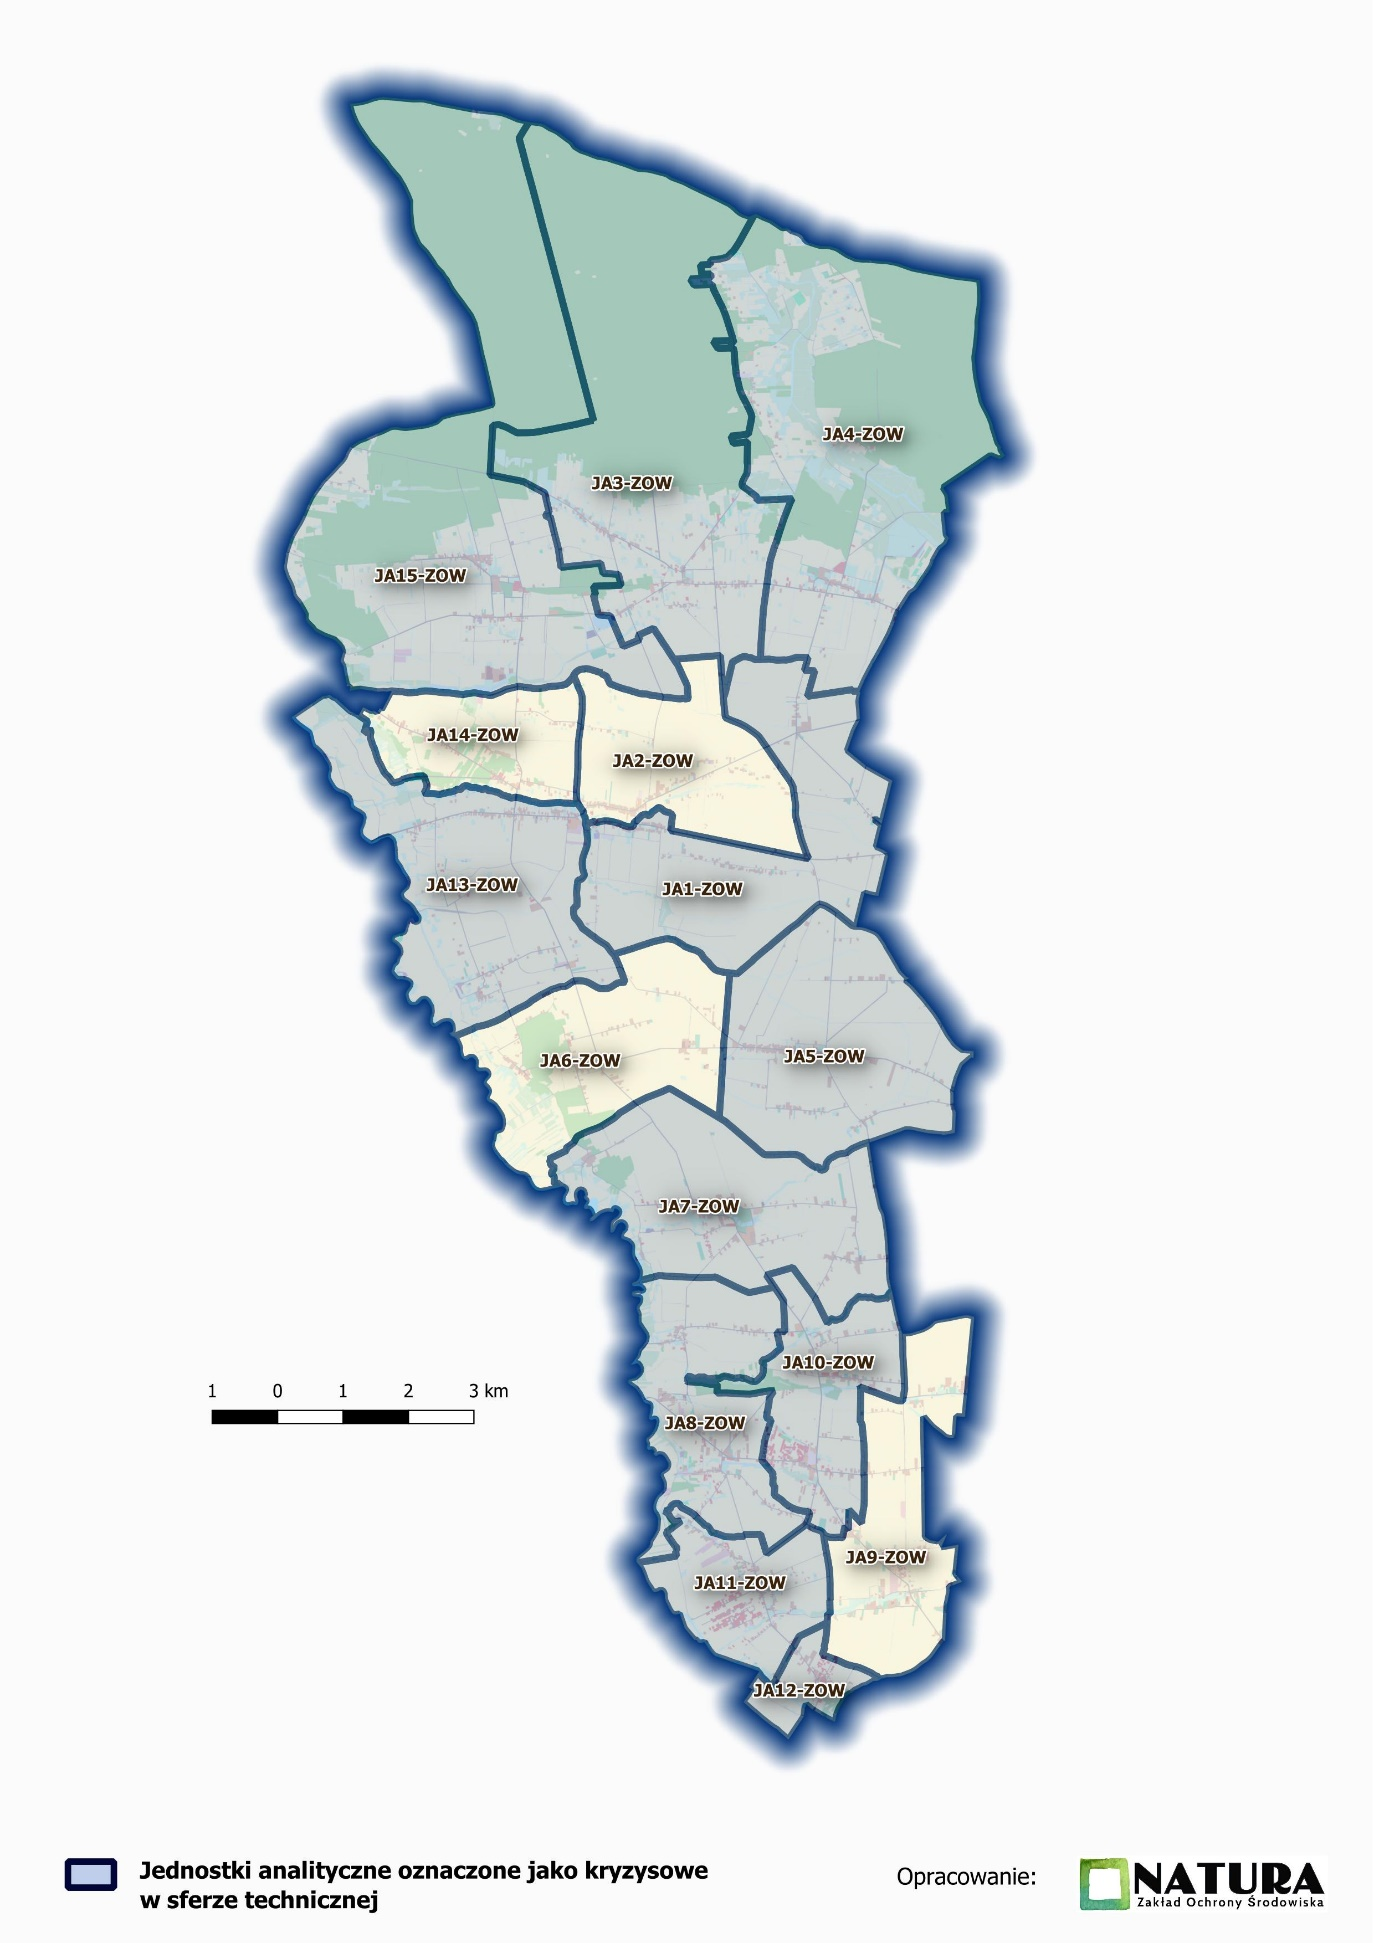 JA4-ZOW
JA3-ZOW
JA15-ZOW
JA14-ZOW
JA2-ZOW
JA13-ZOW
JA1-ZOW
JA6-ZOW
JA5-ZOW
JA7-ZOW
JA10-ZOW
1 0 1 2 3 km
JA8-ZOW
JA9-ZOW
JA11-ZOW
JA12-ZOW
Jednostki analityczne oznaczone jako kryzysowe
w sferze technicznej
Opracowanie:
NATURA
Zakład Ochrony Środowiska